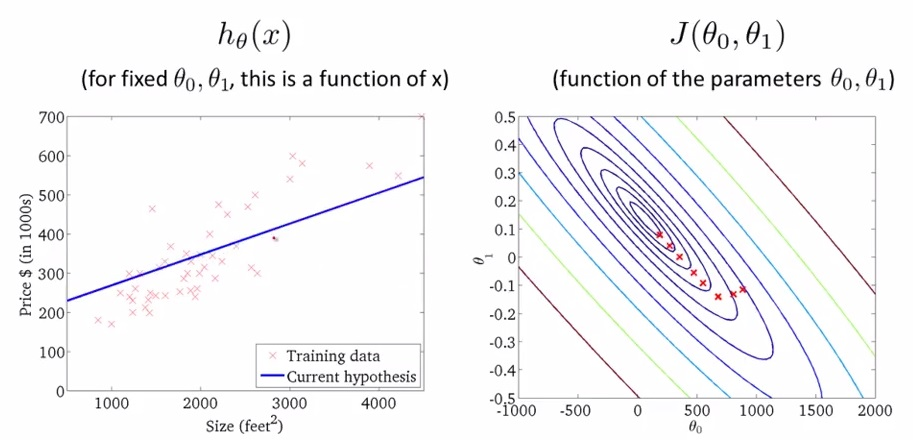 h_θ(x)
(for fixed θ₀, θ₁, this is a function of x)
700
600
500
400
300
200
100
0
Price $ (in 1000s)
1000 2000 3000 4000
Size (feet²)
Training data
Current hypothesis
J(θ₀, θ₁)
(function of the parameters θ₀, θ₁)
0.5
0.4
0.3
0.2
0.1
0
-0.1
-0.2
-0.3
-0.4
-0.5
θ₁
-1000 -500 0 500 1000 1500 2000
θ₀